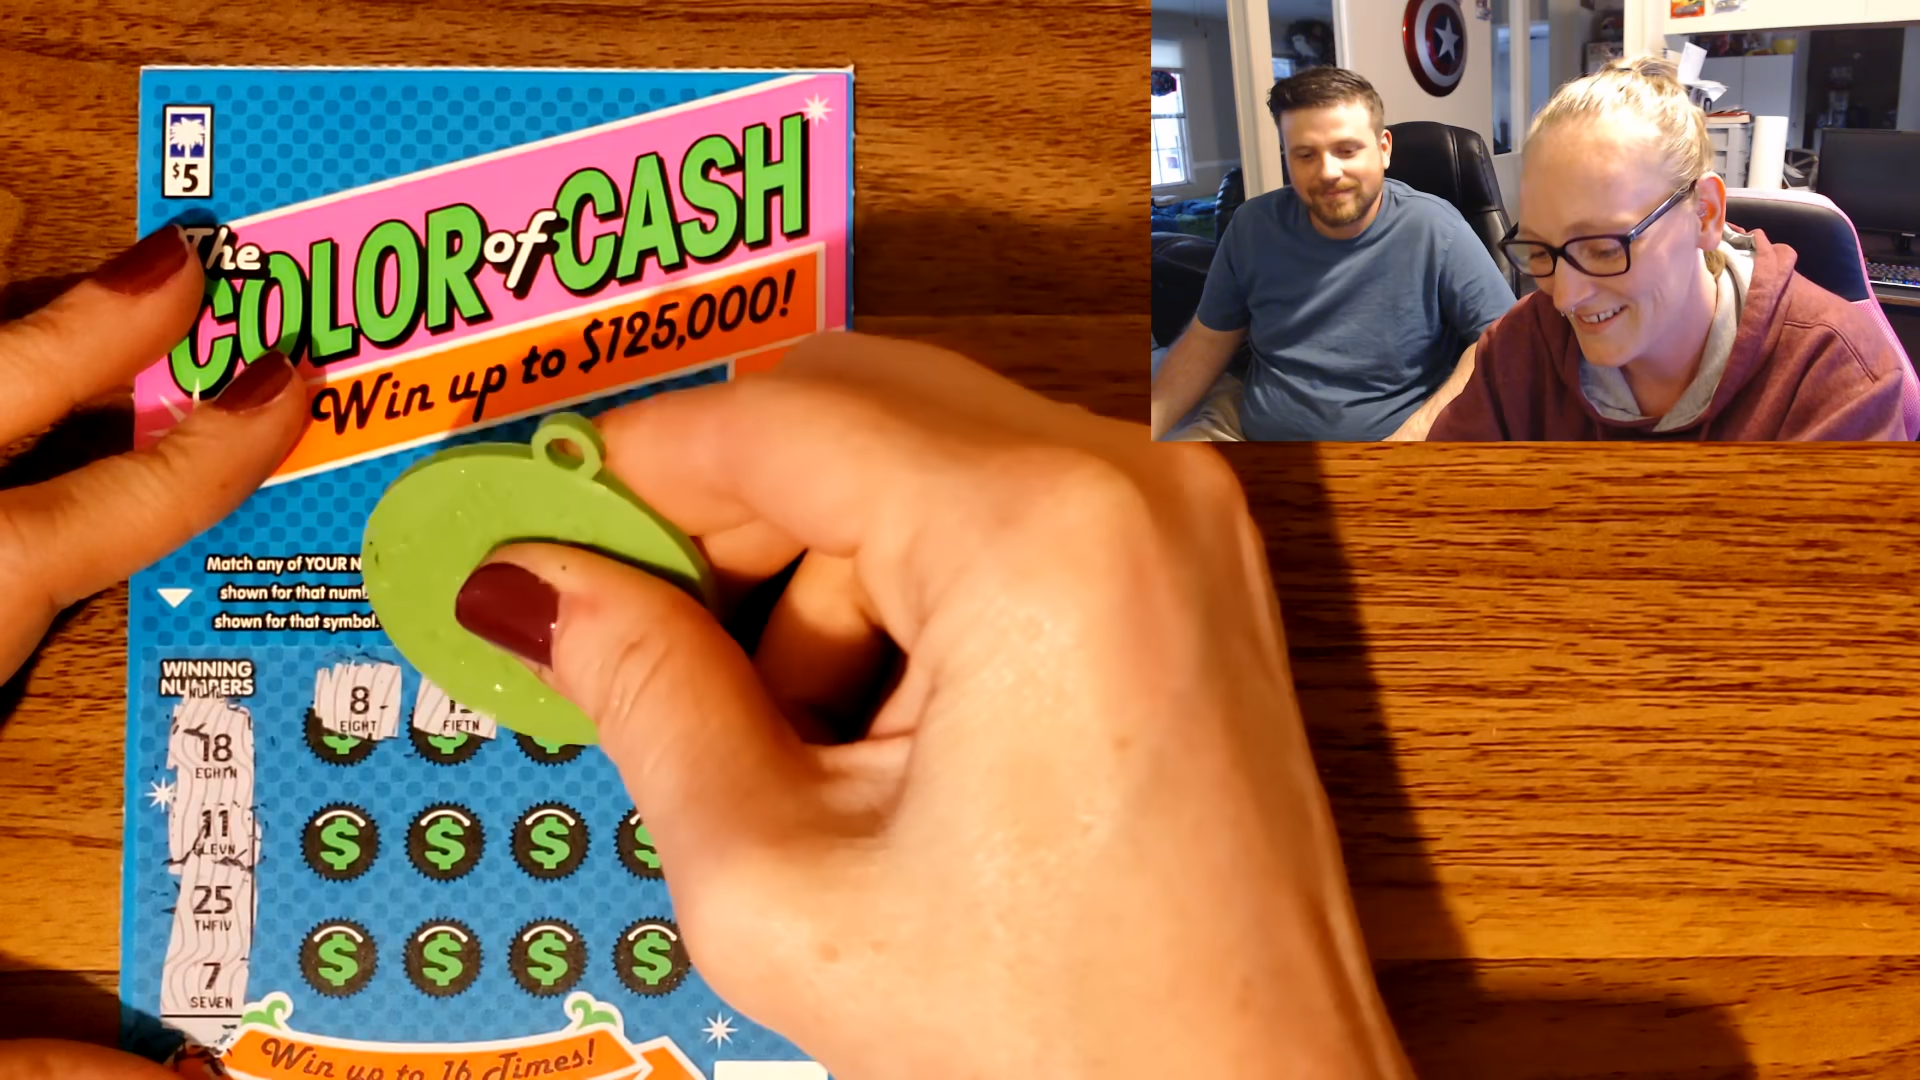 $5
The
COLOR of CASH
Win up to $125,000!
Match any of YOUR N
shown for that num
shown for that symbol.
WINNING
NUMBERS
8
EIGHT
FIFTN
18
EGHTN
11
ELEVN
25
TWFIV
7
SEVEN
Win up to 16 Times!